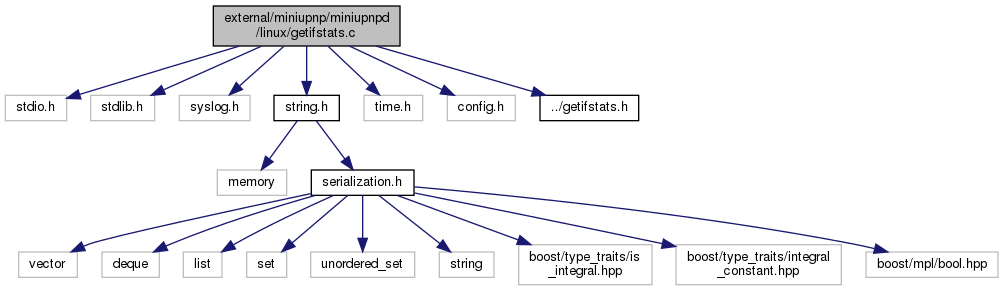 external/miniupnp/miniupnpd
/linux/getifstats.c
stdio.h
stdlib.h
syslog.h
string.h
time.h
config.h
../getifstats.h
memory
serialization.h
vector
deque
list
set
unordered_set
string
boost/type_traits/is
_integral.hpp
boost/type_traits/integral
_constant.hpp
boost/mpl/bool.hpp